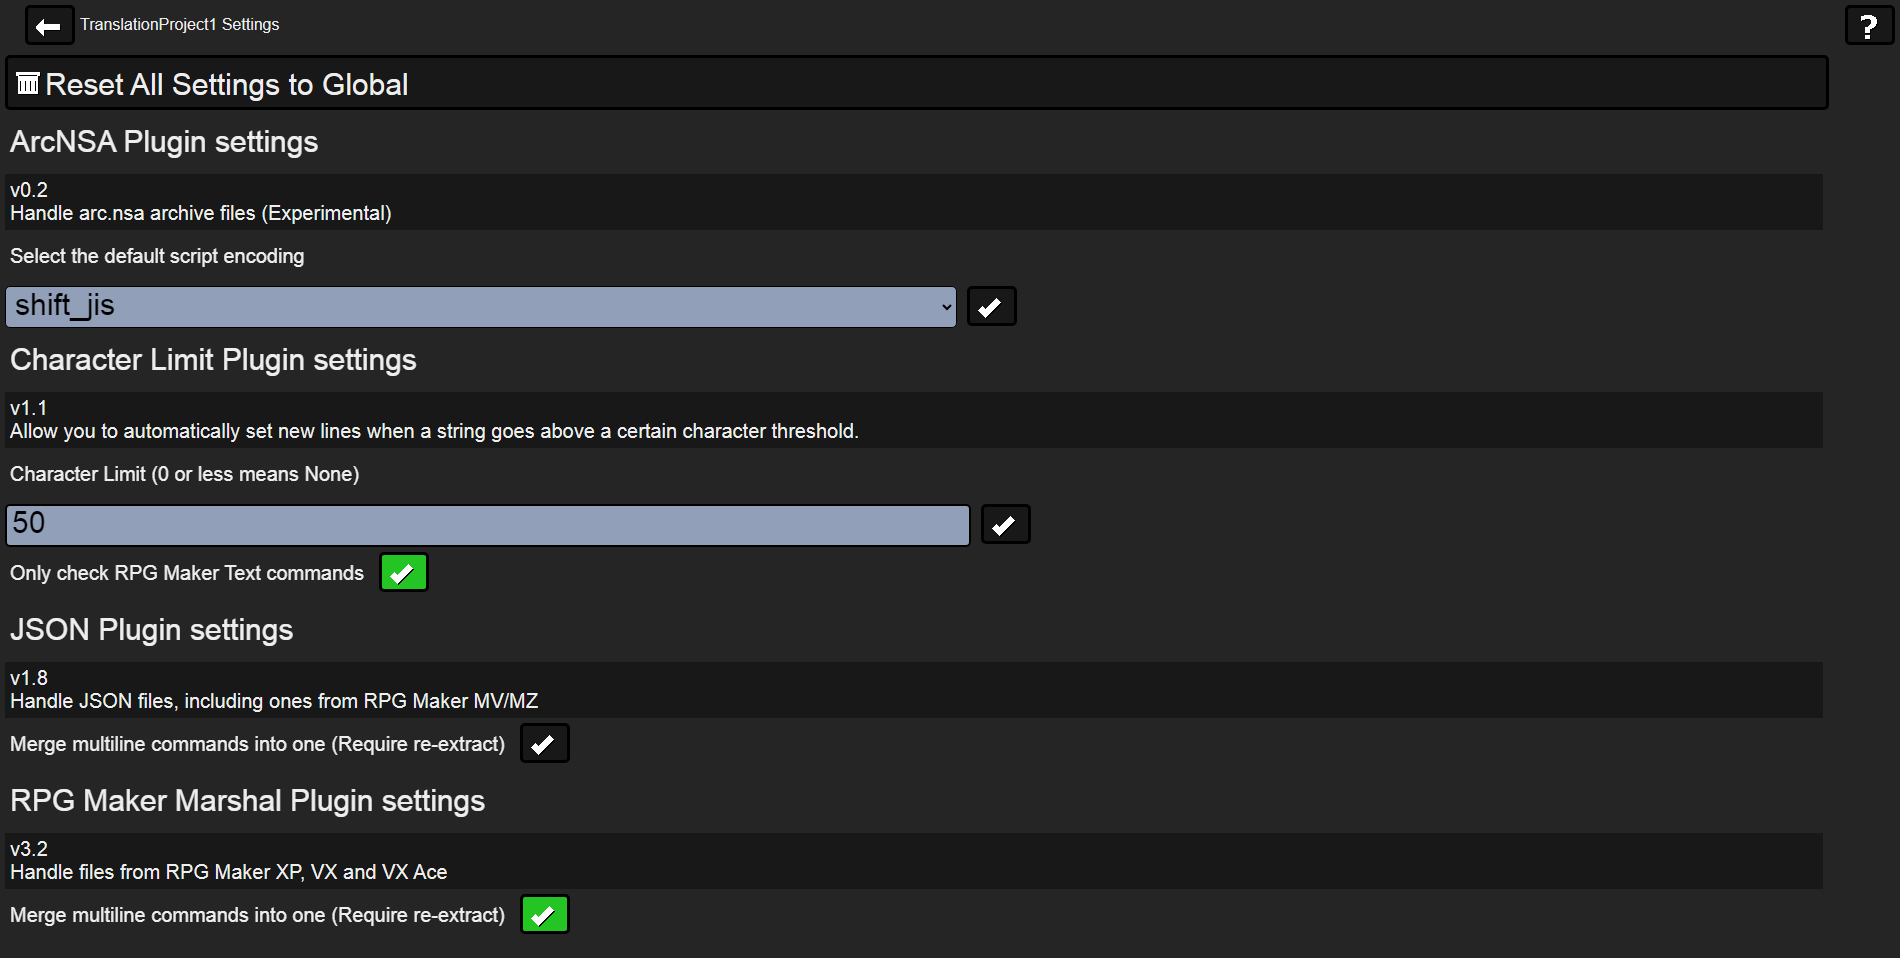 TranslationProject1 Settings
?
Reset All Settings to Global
ArcNSA Plugin settings
v0.2
Handle arc.nsa archive files (Experimental)
Select the default script encoding
shift_jis
Character Limit Plugin settings
v1.1
Allow you to automatically set new lines when a string goes above a certain character threshold.
Character Limit (0 or less means None)
50
Only check RPG Maker Text commands
JSON Plugin settings
v1.8
Handle JSON files, including ones from RPG Maker MV/MZ
Merge multiline commands into one (Require re-extract)
RPG Maker Marshal Plugin settings
v3.2
Handle files from RPG Maker XP, VX and VX Ace
Merge multiline commands into one (Require re-extract)